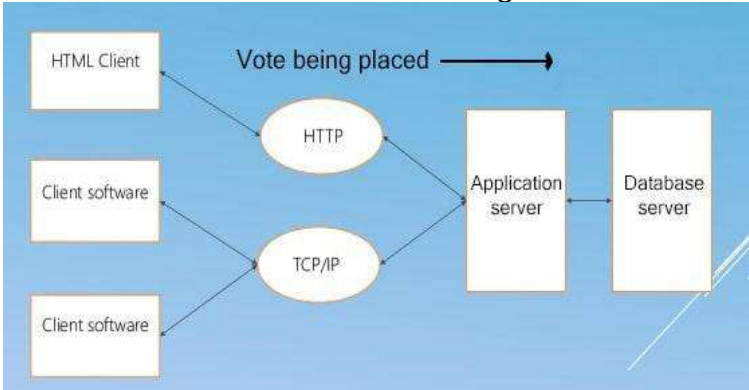 HTML Client
Vote being placed
HTTP
Client software
Application
server
Database
server
TCP/IP
Client software